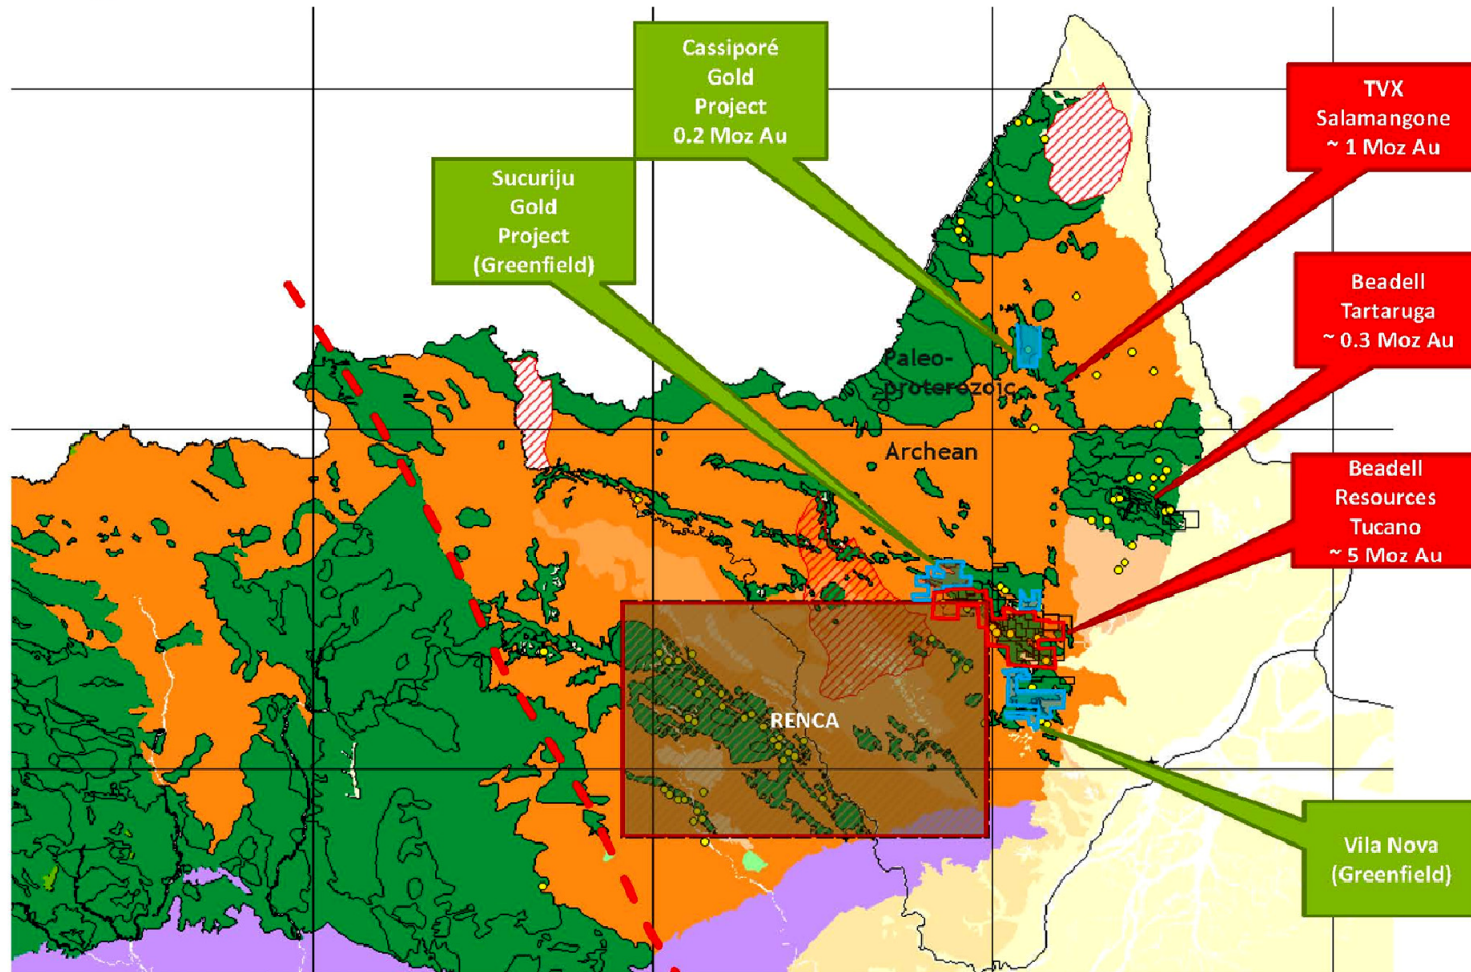 Cassiporé
Gold
Project
0.2 Moz Au
TVX
Salamangone
~ 1 Moz Au
Sucuriju
Gold
Project
(Greenfield)
Beadell
Tartaruga
~ 0.3 Moz Au
Paleo-
proterozoic
Archean
Beadell
Resources
Tucano
~ 5 Moz Au
RENCA
Vila Nova
(Greenfield)